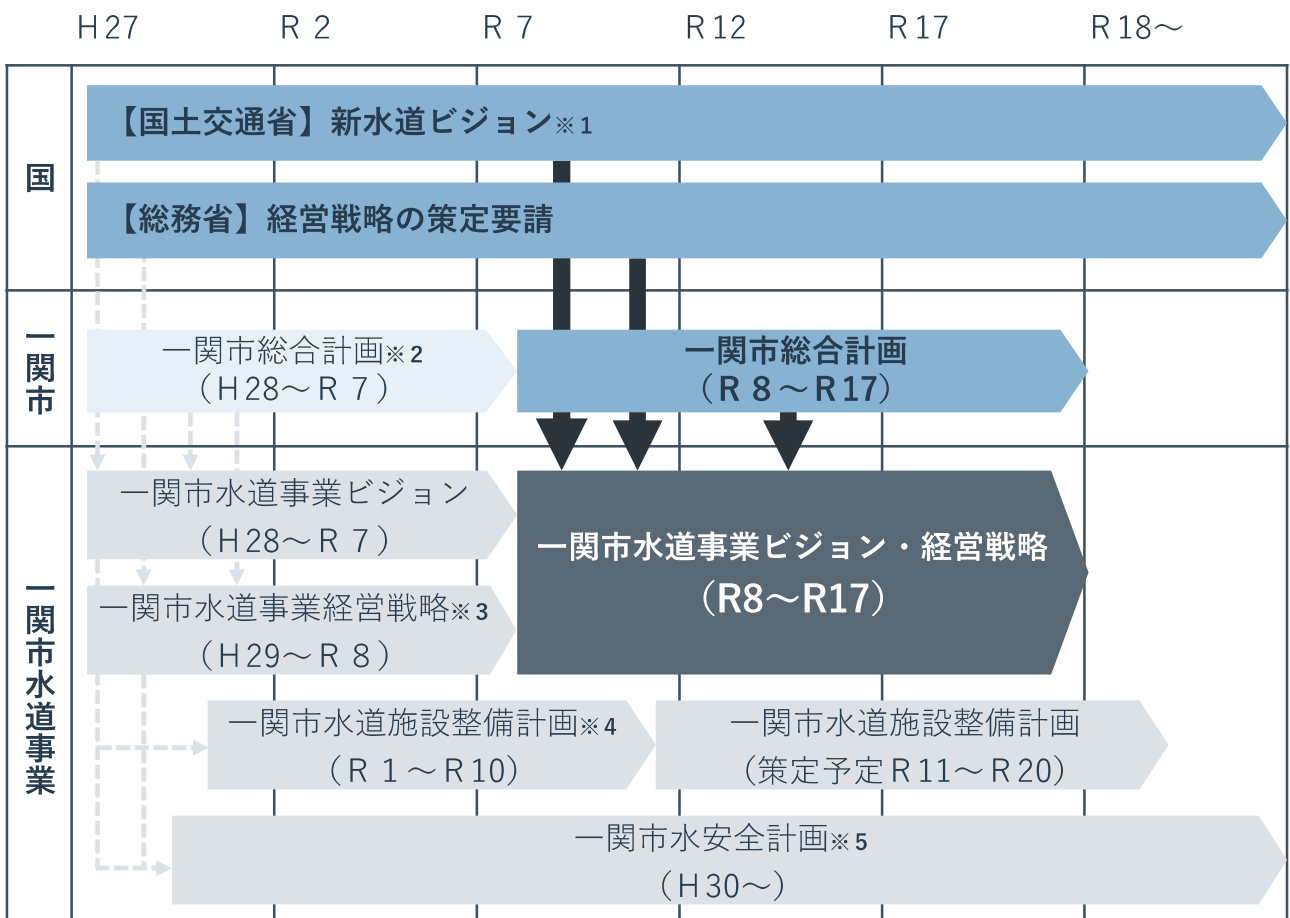 H27 R 2 R 7 R12 R17 R18～
国
【国土交通省】新水道ビジョン※1
【総務省】経営戦略の策定要請
一関市
一関市総合計画※2
（H28～R 7）
一関市総合計画
（R 8～R17）
一関市水道事業
一関市水道事業ビジョン
（H28～R 7）
一関市水道事業経営戦略※3
（H29～R 8）
一関市水道事業ビジョン・経営戦略
（R8～R17）
一関市水道施設整備計画※4
（R 1～R10）
一関市水道施設整備計画
（策定予定R11～R20）
一関市水安全計画※5
（H30～）